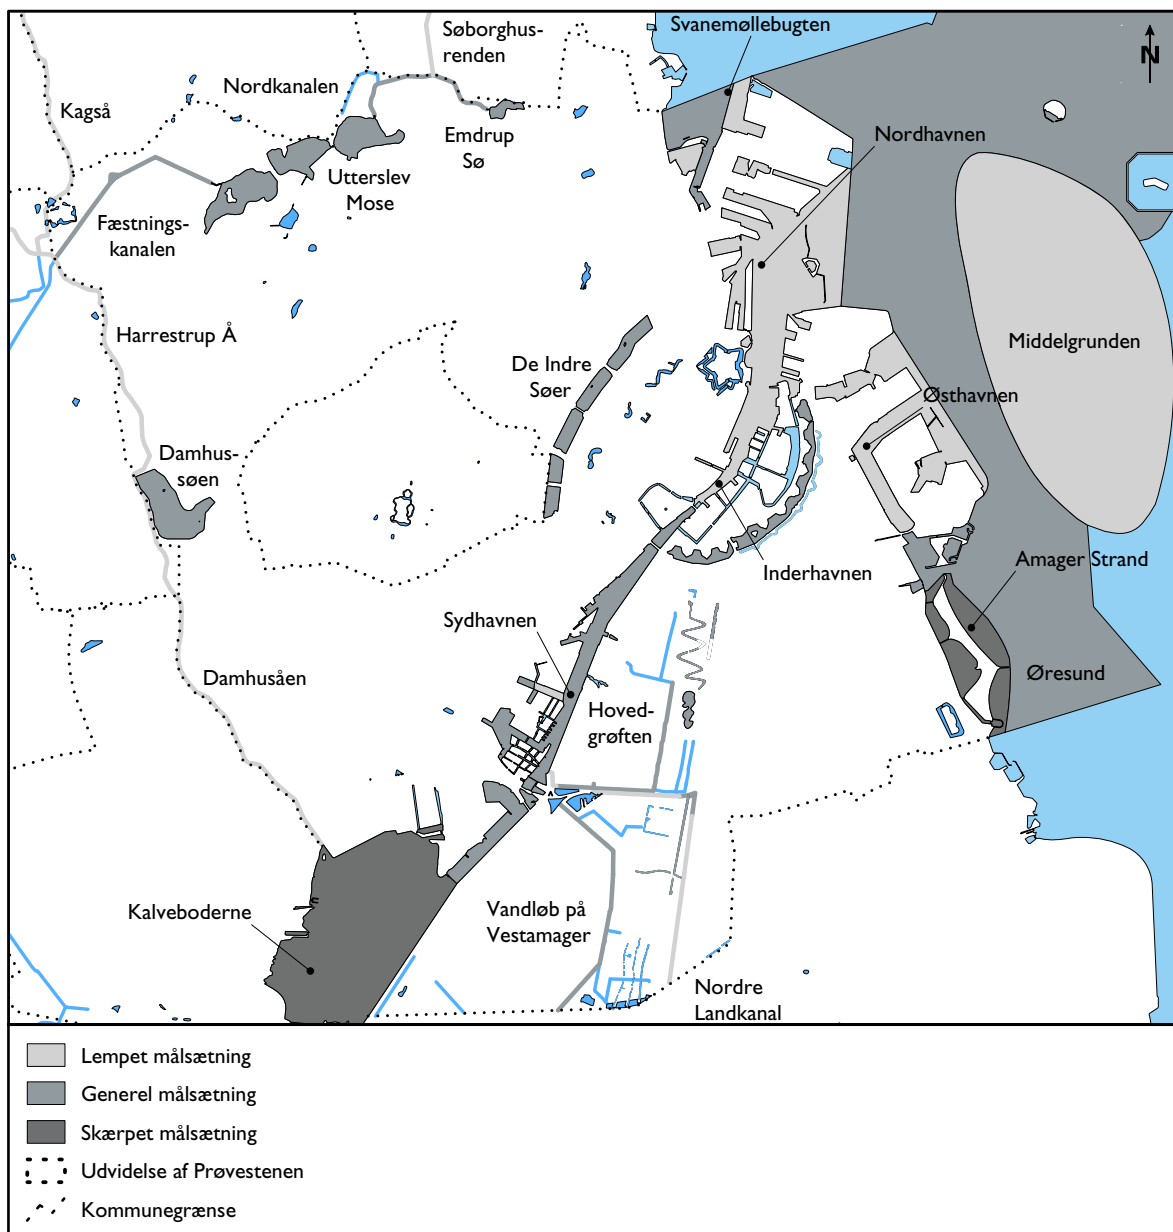 Svanemøllebugten
Søborghus-
renden
N
Nordkanalen
Kagså
Nordhavnen
Emdrup
Sø
Utterslev
Mose
Fæstnings-
kanalen
Harrestrup Å
Middelgrunden
De Indre
Søer
Østhavnen
Damhus-
søen
Amager Strand
Inderhavnen
Sydhavnen
Damhusåen
Øresund
Hoved-
grøften
Kalveboderne
Vandløb på
Vestamager
Nordre
Landkanal
Lempet målsætning
Generel målsætning
Skærpet målsætning
Udvidelse af Prøvestenen
Kommunegrænse